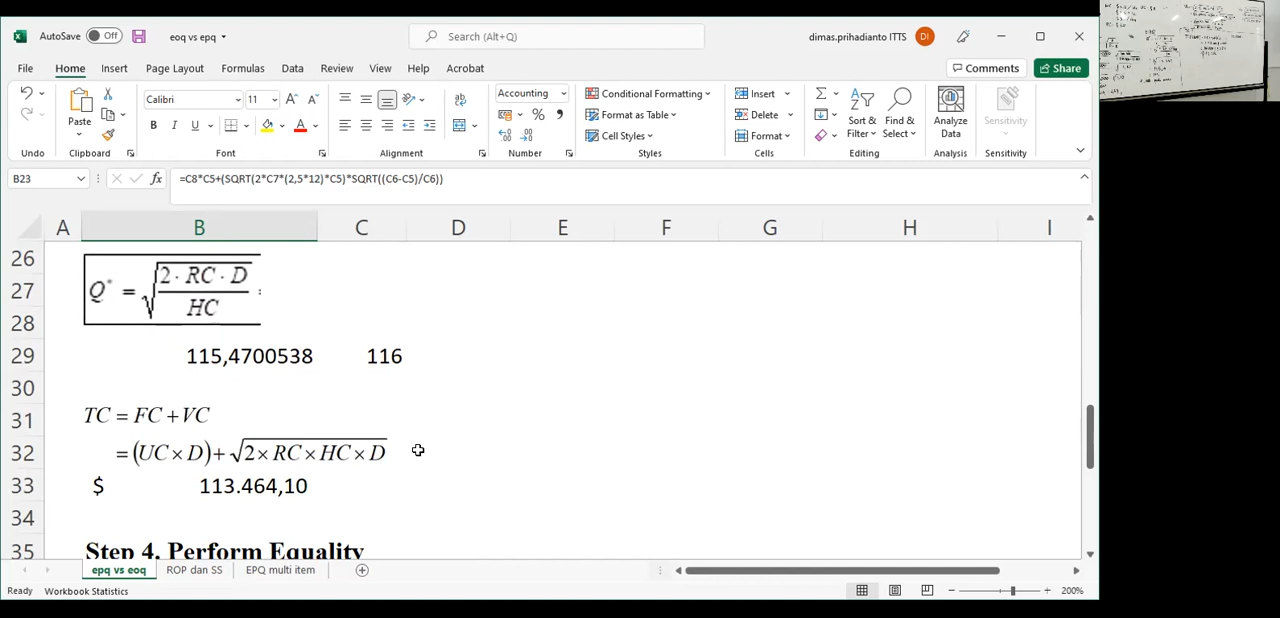 AutoSave Off eoq vs epq Search (Alt+Q) dimas.prihadianto ITTS DI
File Home Insert Page Layout Formulas Data Review View Help Acrobat Comments Share
Calibri 11 Accounting Conditional Formatting Insert
Paste Format as Table Delete Sort & Filter Find & Select Analyze Data Sensitivity
B I U Cell Styles Format
Undo Clipboard Font Alignment Number Styles Cells Editing Analysis Sensitivity
B23 fx =C8*C5+(SQRT(2*C7*(2,5*12)*C5)*SQRT((C6-C5)/C6))
A B C D E F G H I
26
27 Q* = √(2 · RC · D / HC) :
28
29 115,4700538 116
30
31 TC = FC + VC
32 = (UC × D) + √(2 × RC × HC × D)
33 $ 113.464,10
34
35 Step 4. Perform Equality
epq vs eoq ROP dan SS EPQ multi item
Ready Workbook Statistics 200%